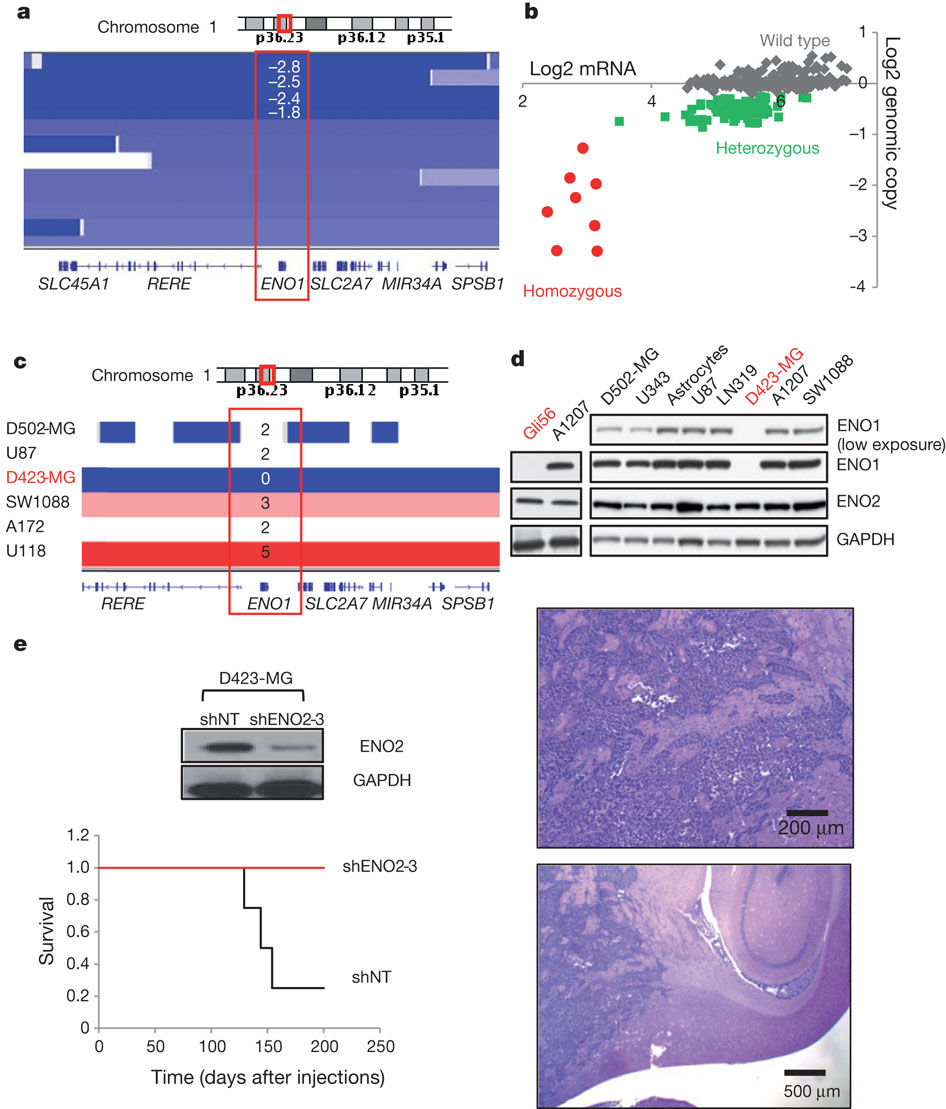 a
Chromosome 1
p36.23 p36.12 p35.1
−2.8
−2.5
−2.4
−1.8
SLC45A1 RERE ENO1 SLC2A7 MIR34A SPSB1
b
Log2 mRNA
2 4 6
Wild type
Heterozygous
Homozygous
1
0
−1
−2
−3
−4
Log2 genomic copy
c
Chromosome 1
p36.23 p36.12 p35.1
D502-MG 2
U87 2
D423-MG 0
SW1088 3
A172 2
U118 5
RERE ENO1 SLC2A7 MIR34A SPSB1
d
Gli56
A1207
D502-MG
U343
Astrocytes
U87
LN319
D423-MG
A1207
SW1088
ENO1
(low exposure)
ENO1
ENO2
GAPDH
e
D423-MG
shNT shENO2-3
ENO2
GAPDH
1.2
1.0
0.8
0.6
0.4
0.2
0
Survival
shENO2-3
shNT
0 50 100 150 200 250
Time (days after injections)
200 μm
500 μm